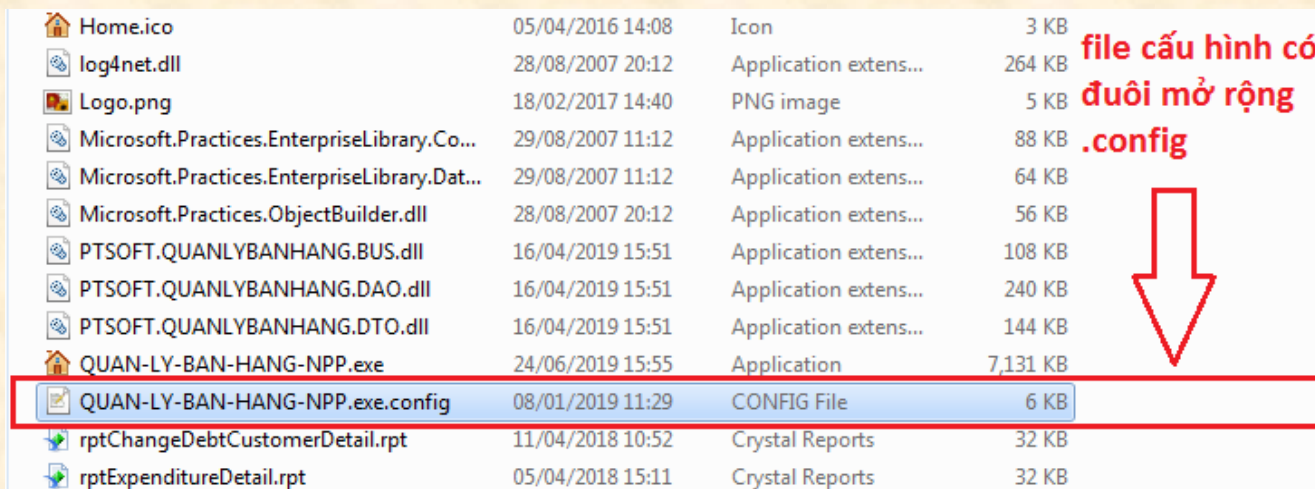 Home.ico 05/04/2016 14:08 Icon 3 KB
log4net.dll 28/08/2007 20:12 Application extens... 264 KB
Logo.png 18/02/2017 14:40 PNG image 5 KB
Microsoft.Practices.EnterpriseLibrary.Co... 29/08/2007 11:12 Application extens... 88 KB
Microsoft.Practices.EnterpriseLibrary.Dat... 29/08/2007 11:12 Application extens... 64 KB
Microsoft.Practices.ObjectBuilder.dll 28/08/2007 20:12 Application extens... 56 KB
PTSOFT.QUANLYBANHANG.BUS.dll 16/04/2019 15:51 Application extens... 108 KB
PTSOFT.QUANLYBANHANG.DAO.dll 16/04/2019 15:51 Application extens... 240 KB
PTSOFT.QUANLYBANHANG.DTO.dll 16/04/2019 15:51 Application extens... 144 KB
QUAN-LY-BAN-HANG-NPP.exe 24/06/2019 15:55 Application 7,131 KB
QUAN-LY-BAN-HANG-NPP.exe.config 08/01/2019 11:29 CONFIG File 6 KB
rptChangeDebtCustomerDetail.rpt 11/04/2018 10:52 Crystal Reports 32 KB
rptExpenditureDetail.rpt 05/04/2018 15:11 Crystal Reports 32 KB
file cấu hình có
đuôi mở rộng
.config